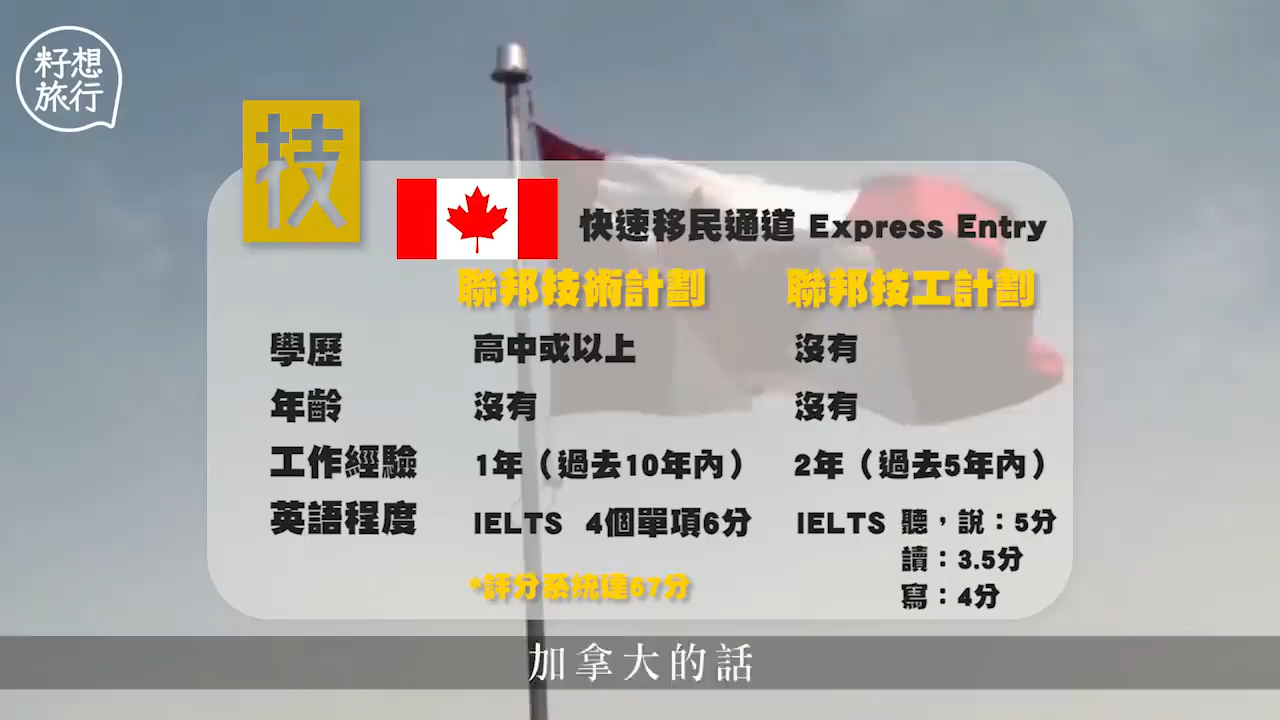 籽想
旅行
技
快速移民通道 Express Entry
聯邦技術計劃 聯邦技工計劃
學歷 高中或以上 沒有
年齡 沒有 沒有
工作經驗 1年（過去10年內） 2年（過去5年內）
英語程度 IELTS 4個單項6分 IELTS 聽，說：5分
讀：3.5分
寫：4分
*評分系統達67分
加拿大的話